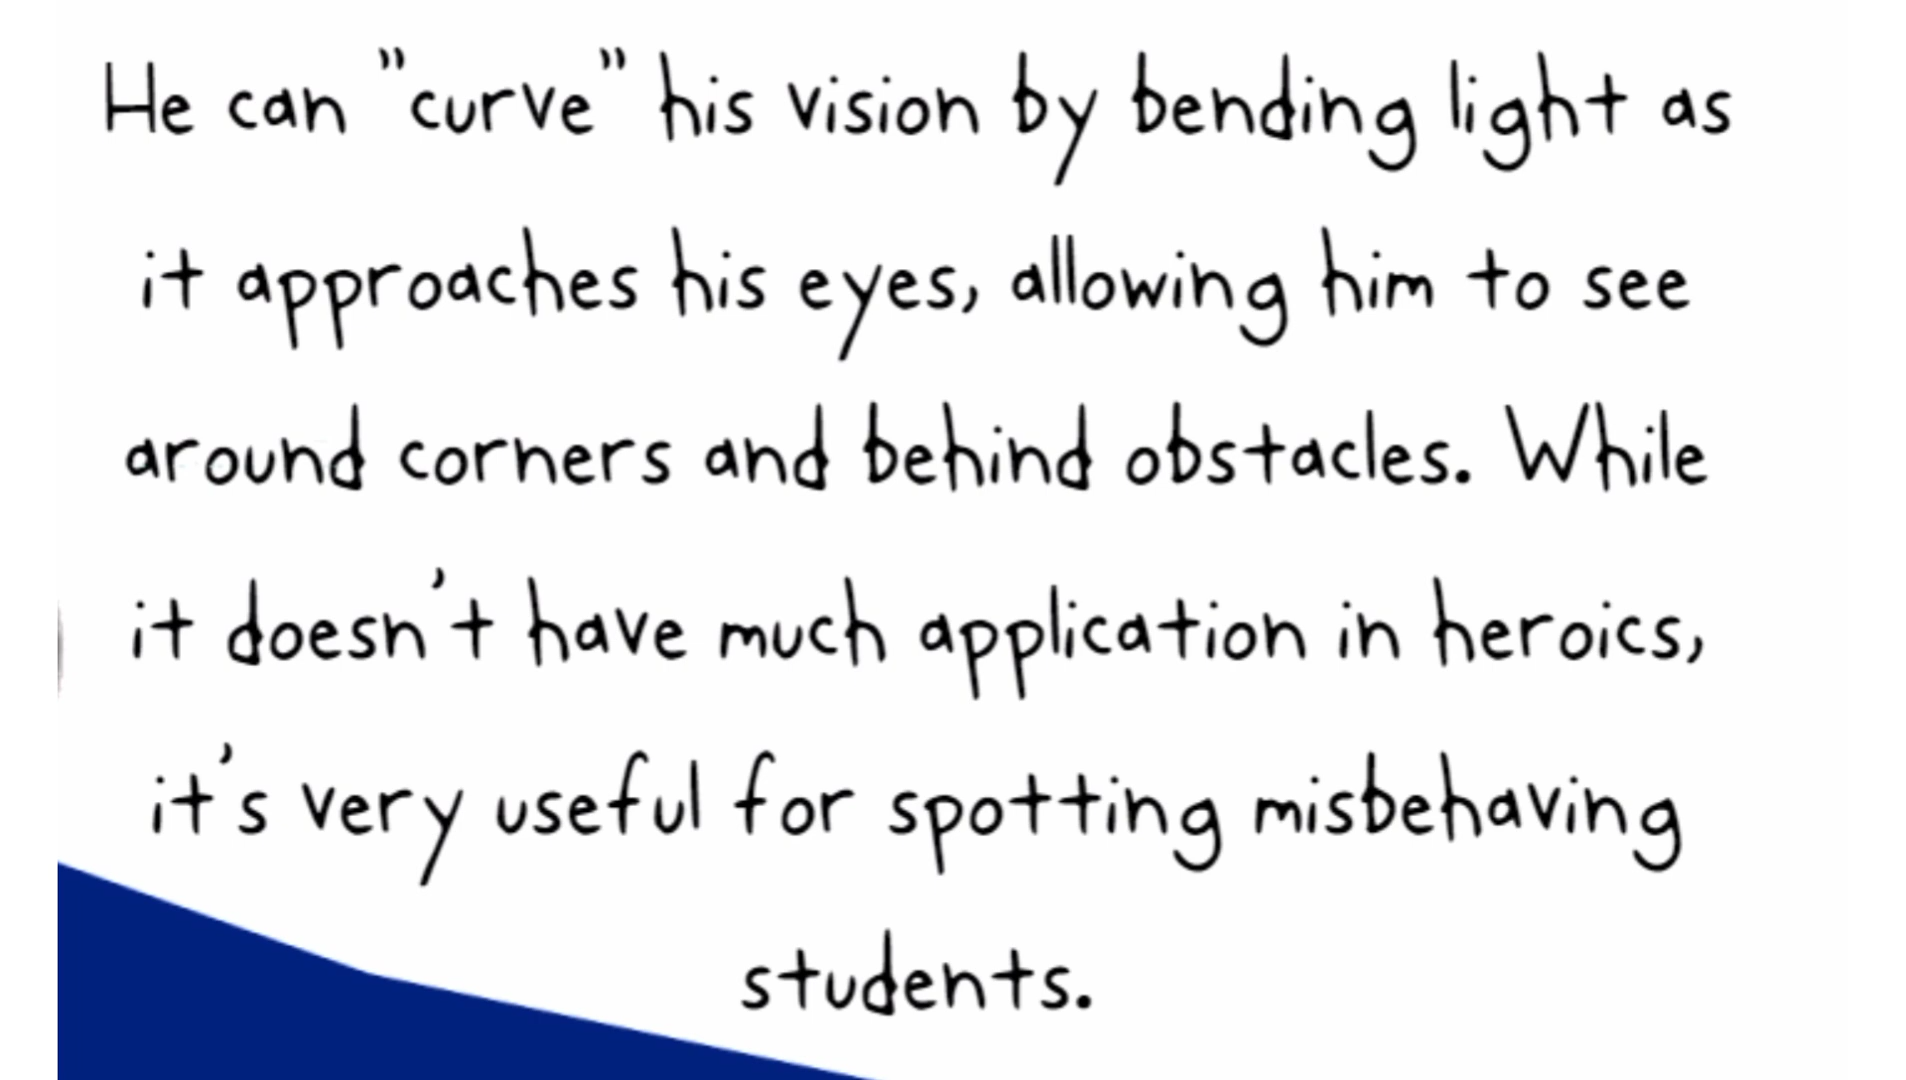 He can "curve" his vision by bending light as
it approaches his eyes, allowing him to see
around corners and behind obstacles. While
it doesn't have much application in heroics,
it's very useful for spotting misbehaving
students.